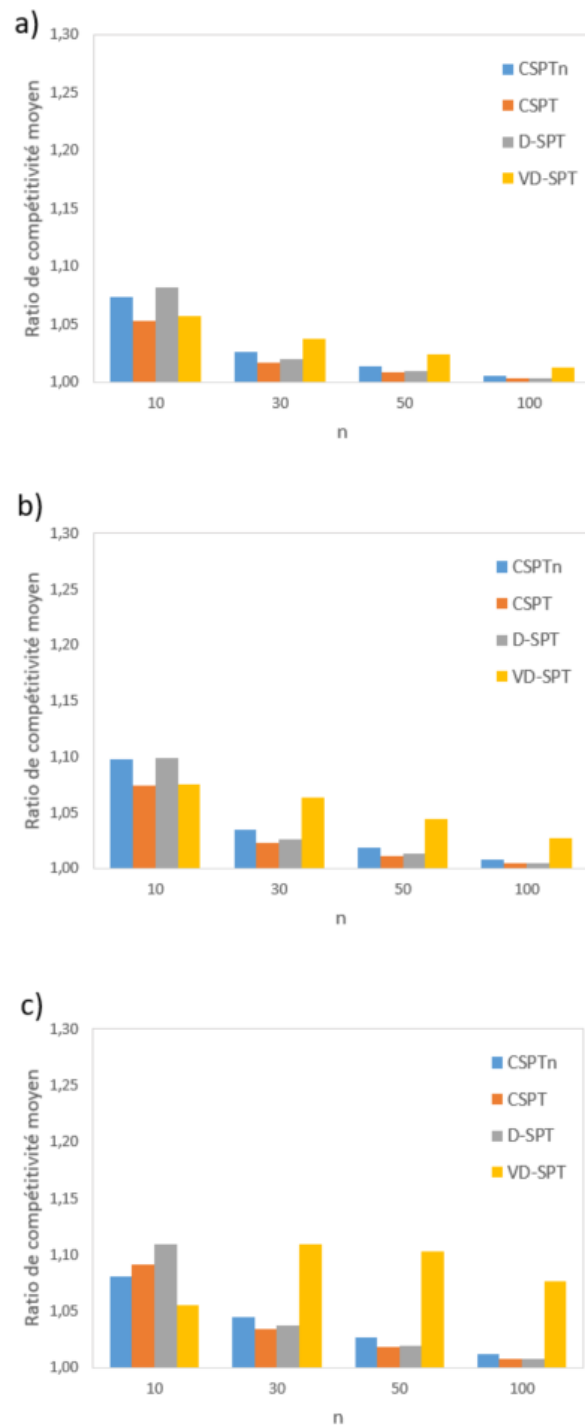 a)
1,30
1,25
1,20
1,15
1,10
1,05
1,00
Ratio de compétitivité moyen
CSPTn
CSPT
D-SPT
VD-SPT
10 30 50 100
n
b)
1,30
1,25
1,20
1,15
1,10
1,05
1,00
Ratio de compétitivité moyen
CSPTn
CSPT
D-SPT
VD-SPT
10 30 50 100
n
c)
1,30
1,25
1,20
1,15
1,10
1,05
1,00
Ratio de compétitivité moyen
CSPTn
CSPT
D-SPT
VD-SPT
10 30 50 100
n